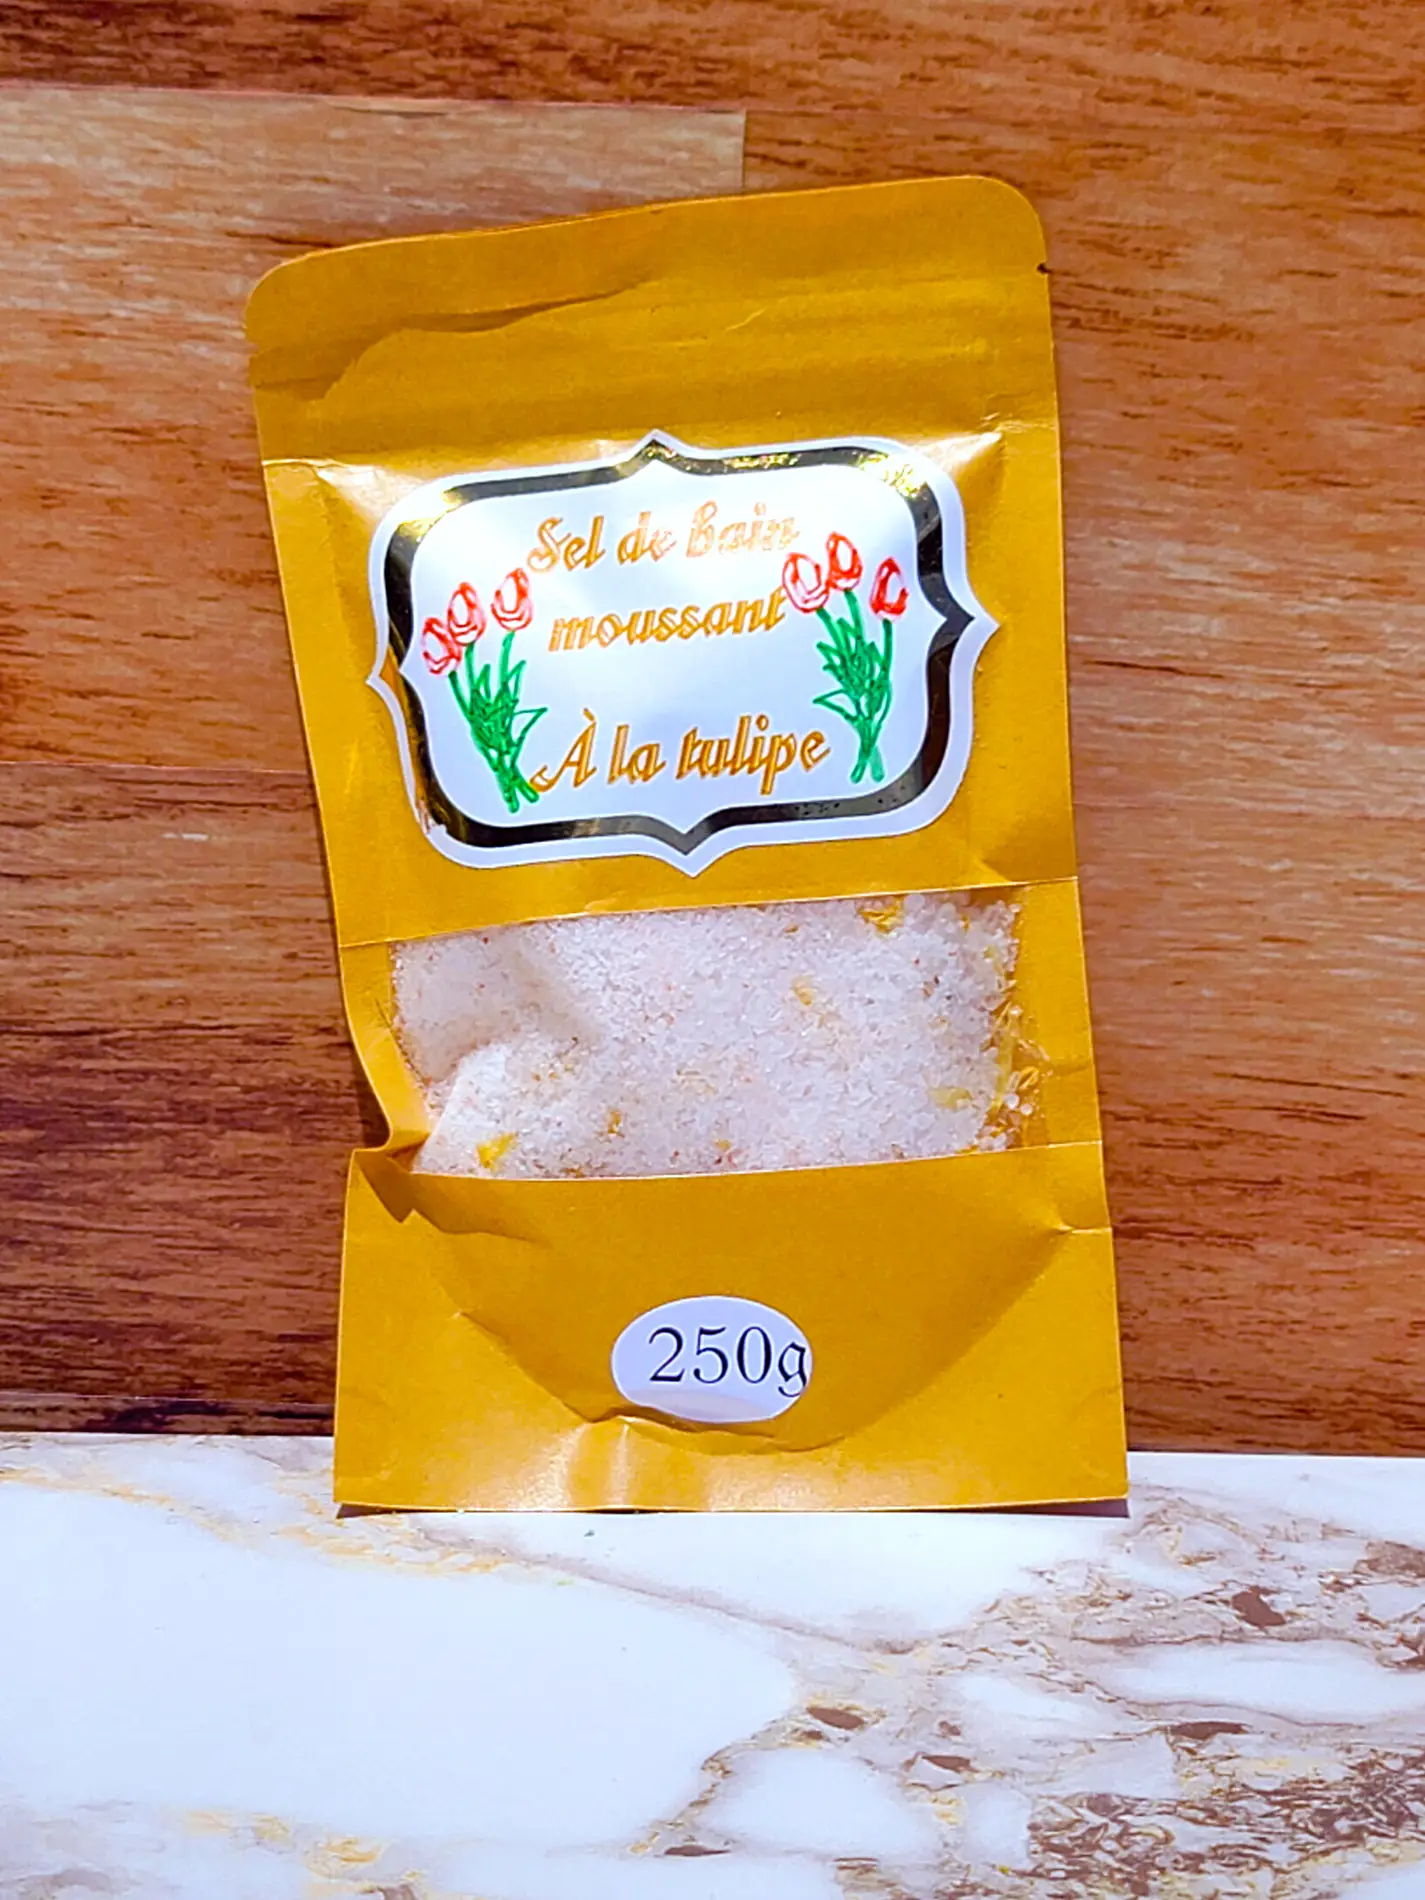 Sel de bain
moussant
À la tulipe
250g